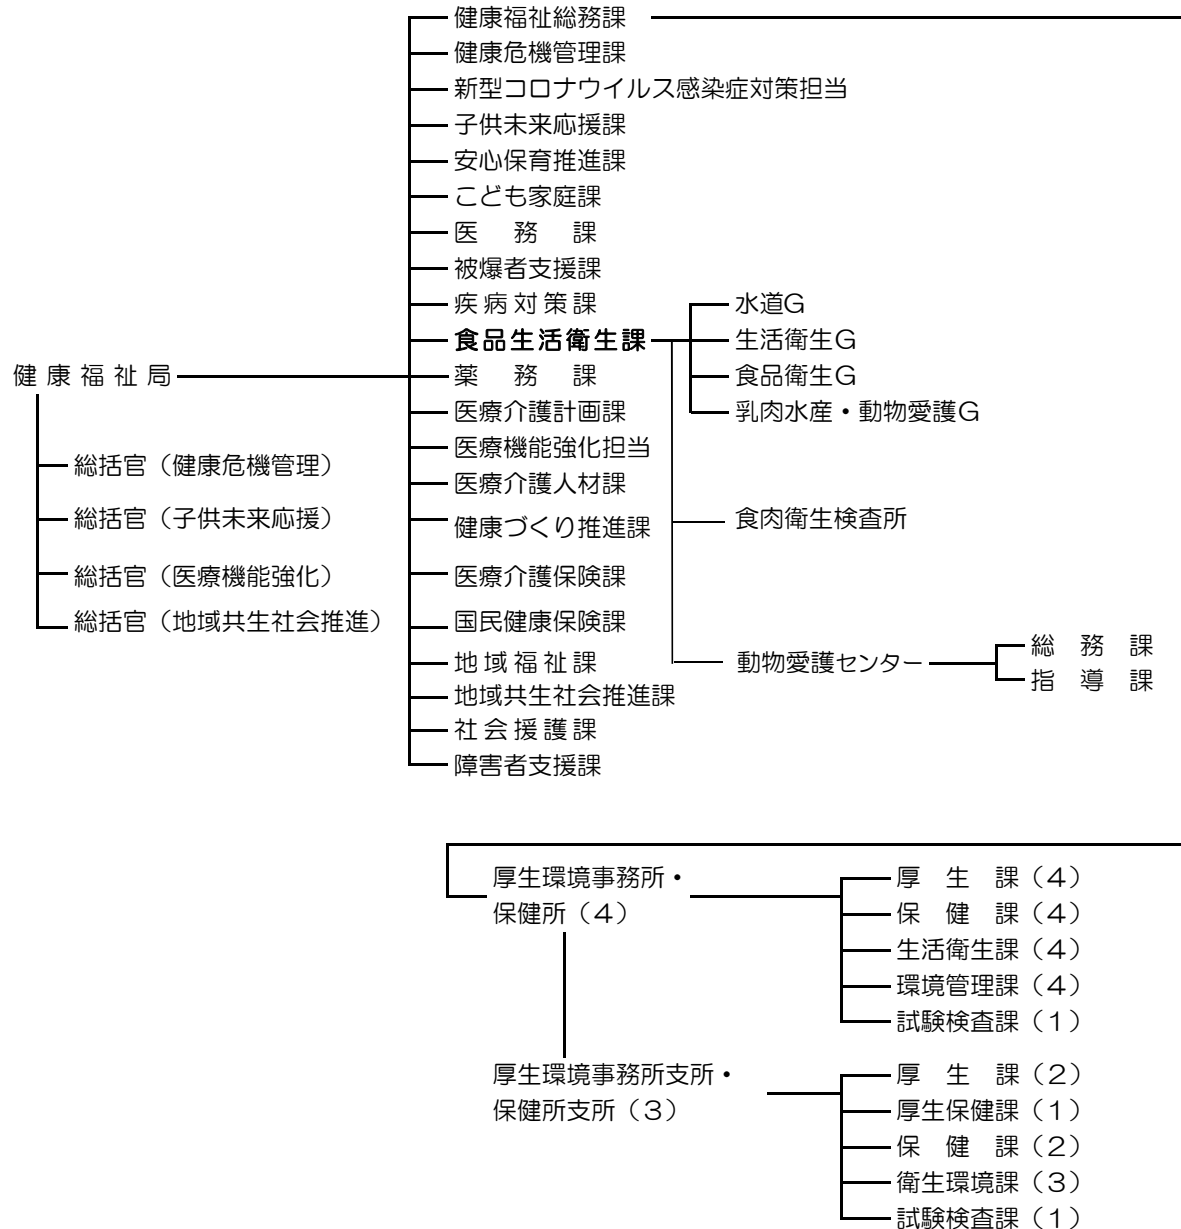 健康福祉総務課
健康危機管理課
新型コロナウイルス感染症対策担当
子供未来応援課
安心保育推進課
こども家庭課
医　務　課
被爆者支援課
疾病対策課
食品生活衛生課
薬　務　課
医療介護計画課
医療機能強化担当
医療介護人材課
健康づくり推進課
医療介護保険課
国民健康保険課
地域福祉課
地域共生社会推進課
社会援護課
障害者支援課
健康福祉局
総括官（健康危機管理）
総括官（子供未来応援）
総括官（医療機能強化）
総括官（地域共生社会推進）
水道G
生活衛生G
食品衛生G
乳肉水産・動物愛護G
食肉衛生検査所
動物愛護センター
総　務　課
指　導　課
厚生環境事務所・
保健所（4）
厚　生　課（4）
保　健　課（4）
生活衛生課（4）
環境管理課（4）
試験検査課（1）
厚生環境事務所支所・
保健所支所（3）
厚　生　課（2）
厚生保健課（1）
保　健　課（2）
衛生環境課（3）
試験検査課（1）